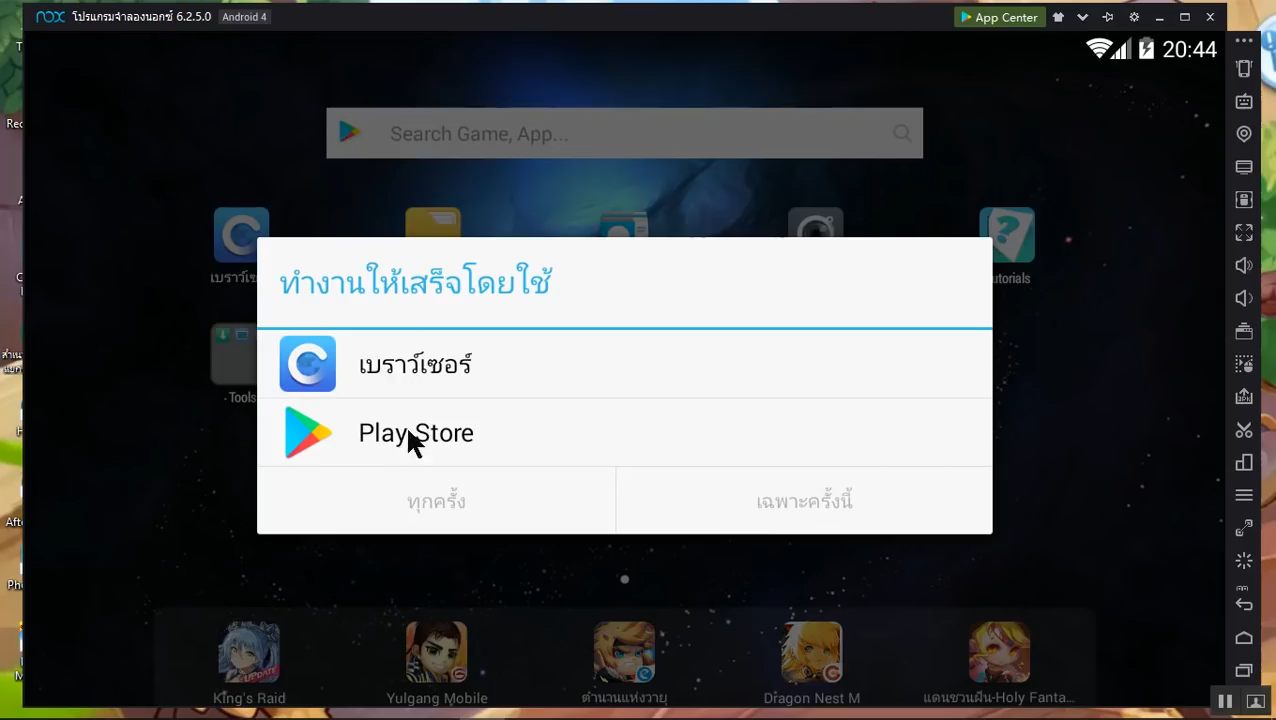 nox โปรแกรมจำลองนอกซ์ 6.2.5.0 Android 4 App Center
20:44
Search Game, App...
ทำงานให้เสร็จโดยใช้
เบราว์เซอร์
Play Store
ทุกครั้ง เฉพาะครั้งนี้
Tools
King's Raid Yulgang Mobile ตำนานแห่งวายุ Dragon Nest M แดนซวนฝัน-Holy Fanta...
UPDATE